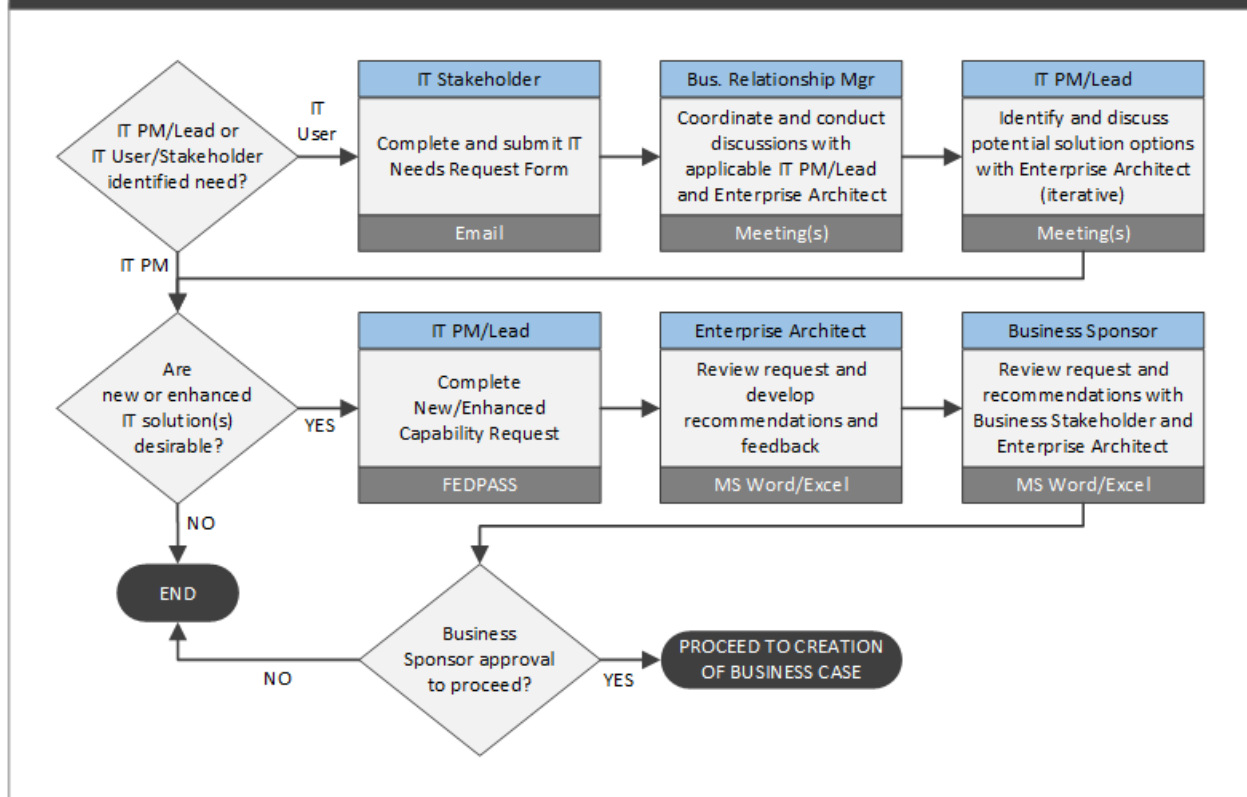 IT PM/Lead or
IT User/Stakeholder
identified need?
IT
User
IT PM
IT Stakeholder
Complete and submit IT
Needs Request Form
Email
Bus. Relationship Mgr
Coordinate and conduct
discussions with
applicable IT PM/Lead
and Enterprise Architect
Meeting(s)
IT PM/Lead
Identify and discuss
potential solution options
with Enterprise Architect
(iterative)
Meeting(s)
Are
new or enhanced
IT solution(s)
desirable?
YES
NO
IT PM/Lead
Complete
New/Enhanced
Capability Request
FEDPASS
Enterprise Architect
Review request and
develop
recommendations and
feedback
MS Word/Excel
Business Sponsor
Review request and
recommendations with
Business Stakeholder and
Enterprise Architect
MS Word/Excel
END
Business
Sponsor approval
to proceed?
NO
YES
PROCEED TO CREATION
OF BUSINESS CASE